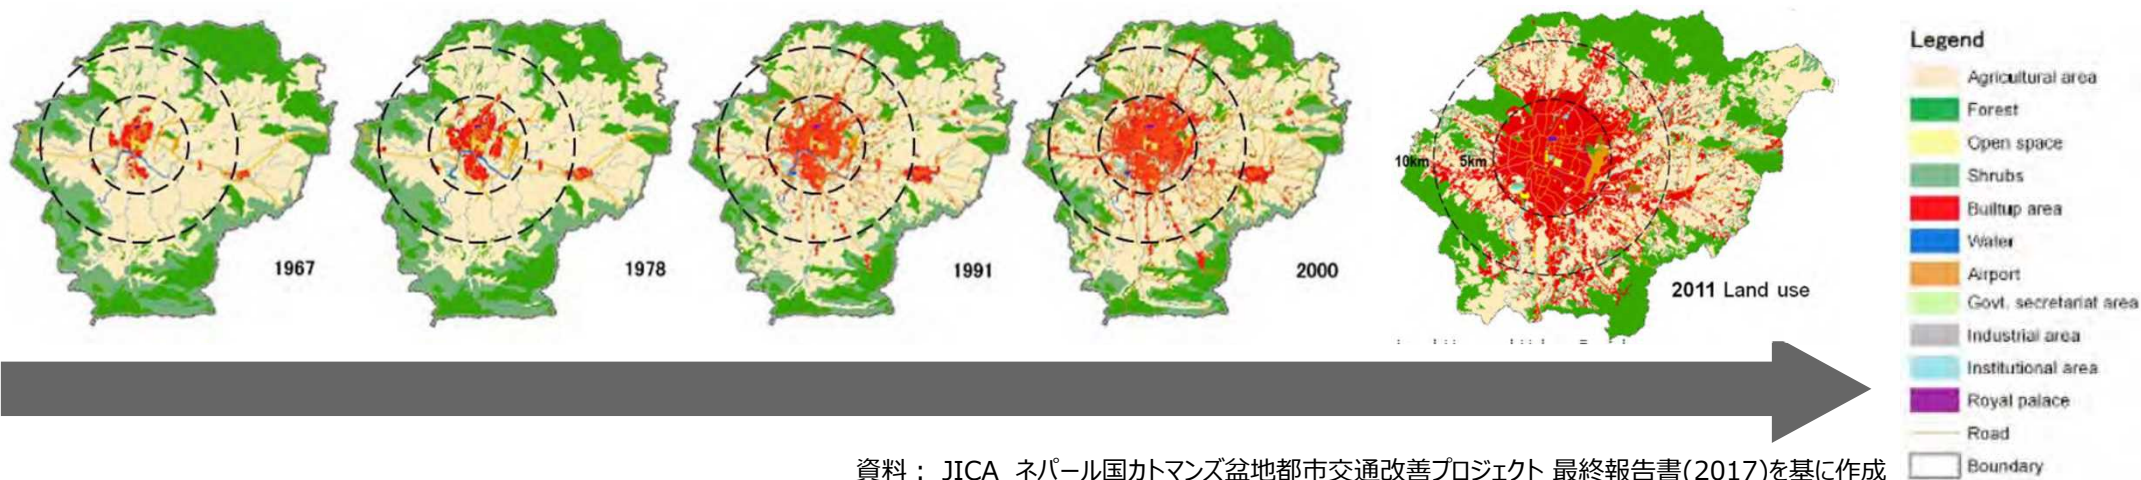 1967
1978
1991
2000
10km
5km
2011 Land use
Legend
Agricultural area
Forest
Open space
Shrubs
Builtup area
Water
Airport
Govt. secretariat area
Industrial area
Institutional area
Royal palace
Road
Boundary
資料： JICA ネパール国カトマンズ盆地都市交通改善プロジェクト 最終報告書(2017)を基に作成